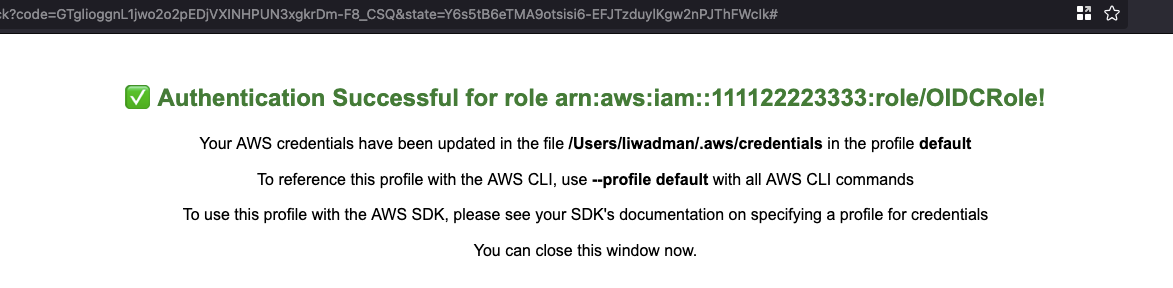 ck?code=GTglioggnL1jwo2o2pEDjVXINHPUN3xgkrDm-F8_CSQ&state=Y6s5tB6eTMA9otsisi6-EFJTzduylKgw2nPJThFWclk#
✅ Authentication Successful for role arn:aws:iam::111122223333:role/OIDCRole!
Your AWS credentials have been updated in the file /Users/liwadman/.aws/credentials in the profile default
To reference this profile with the AWS CLI, use --profile default with all AWS CLI commands
To use this profile with the AWS SDK, please see your SDK's documentation on specifying a profile for credentials
You can close this window now.